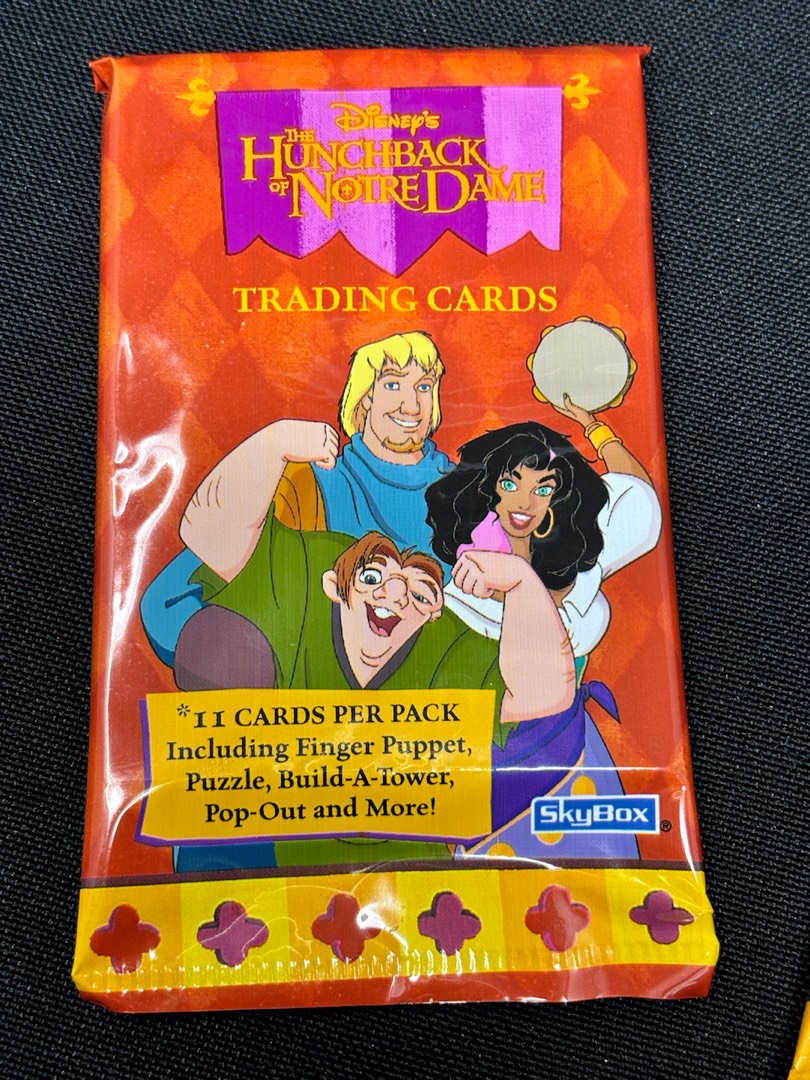 Disney's
THE
HUNCHBACK
OF NOTRE DAME
TRADING CARDS
*11 CARDS PER PACK
Including Finger Puppet,
Puzzle, Build-A-Tower,
Pop-Out and More!
SkyBox ®